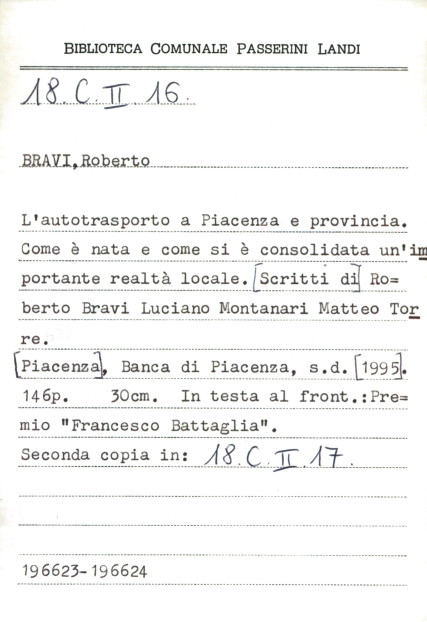 BIBLIOTECA COMUNALE PASSERINI LANDI
18. C. II. 16.
BRAVI, Roberto
L'autotrasporto a Piacenza e provincia.
Come è nata e come si è consolidata un'im
portante realtà locale. [Scritti di] Ro=
berto Bravi Luciano Montanari Matteo Tor
re.
[Piacenza], Banca di Piacenza, s.d. [1995].
146p. 30cm. In testa al front.:Pre=
mio "Francesco Battaglia".
Seconda copia in: 18. C. II. 17.
196623-196624